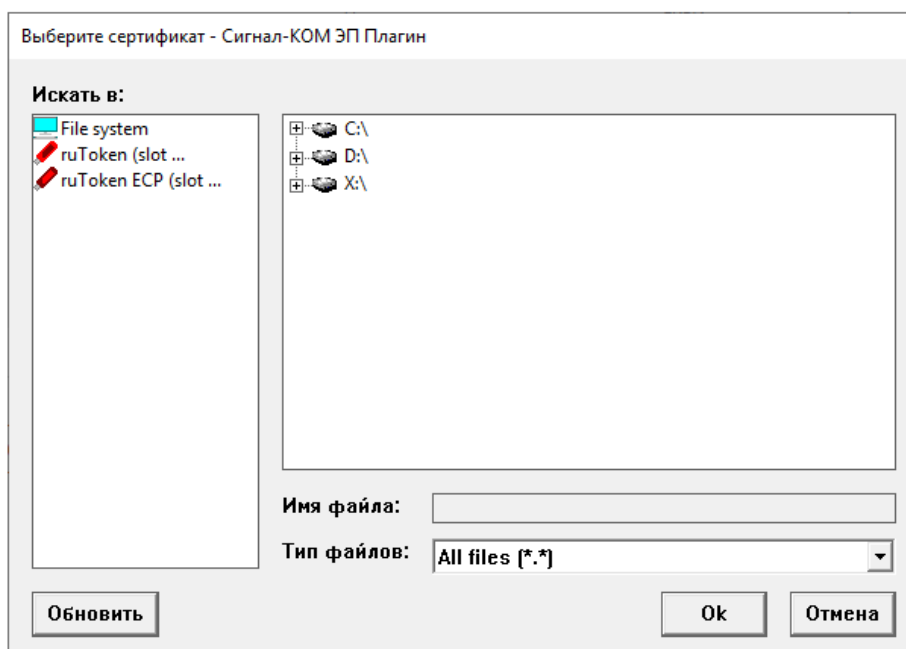 Выберите сертификат - Сигнал-КОМ ЭП Плагин
Искать в:
File system
ruToken (slot ...
ruToken ECP (slot ...
C:\
D:\
X:\
Имя файла:
Тип файлов:
All files (*.*)
Обновить
Ok
Отмена